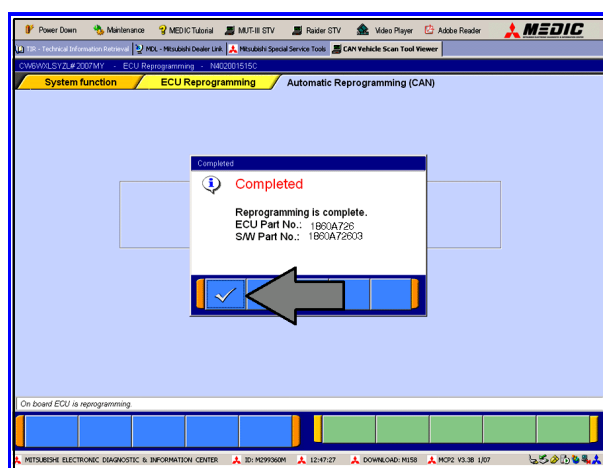 Power Down Maintenance MEDIC Tutorial MUT-III STV Raider STV Video Player Adobe Reader MEDIC
TIR - Technical Information Retrieval MDL - Mitsubishi Dealer Link Mitsubishi Special Service Tools CAN Vehicle Scan Tool Viewer
CW6WXLSYZL#2007MY - ECU Reprogramming - N402001515C
System function ECU Reprogramming Automatic Reprogramming (CAN)
Completed
Completed
Reprogramming is complete.
ECU Part No.: 1860A726
S/W Part No.: 1860A72603
On board ECU is reprogramming.
MITSUBISHI ELECTRONIC DIAGNOSTIC & INFORMATION CENTER ID: M299360M 12:47:27 DOWNLOAD: M158 MCP2 V3.3B 1/07